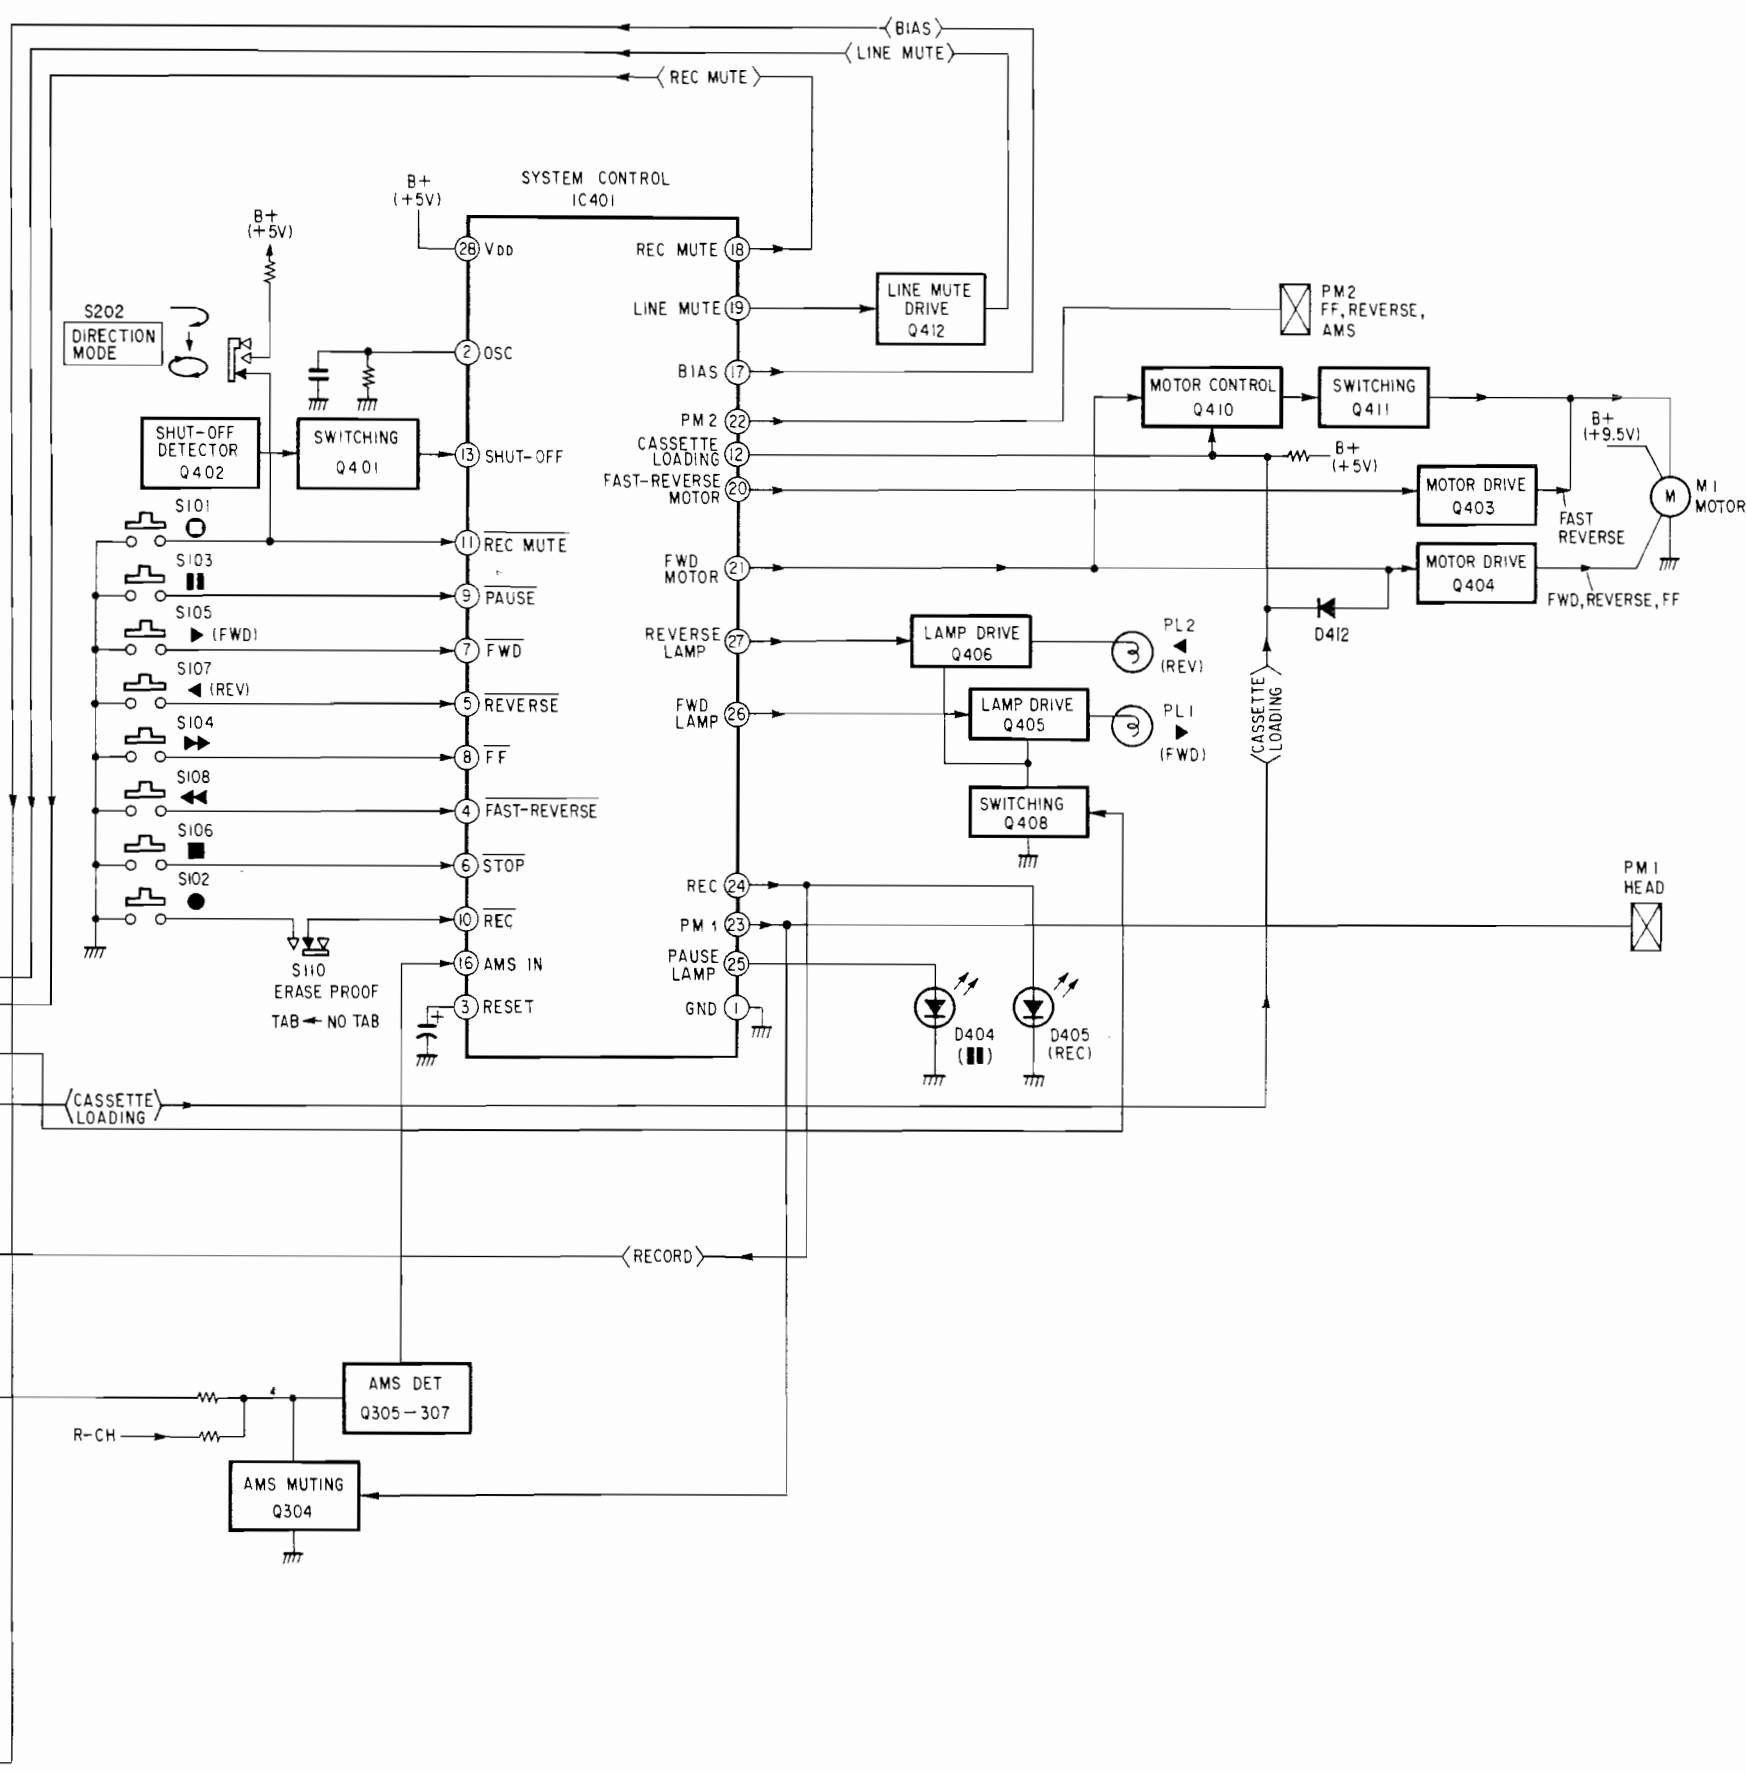 BIAS
LINE MUTE
REC MUTE
SYSTEM CONTROL
IC401
B+
(+5V)
B+
(+5V)
28 VDD
REC MUTE 18
LINE MUTE 19
LINE MUTE
DRIVE
Q412
PM2
FF, REVERSE,
AMS
S202
DIRECTION
MODE
2 OSC
BIAS 17
PM2 22
CASSETTE
LOADING 12
MOTOR CONTROL
Q410
SWITCHING
Q411
B+
(+9.5V)
B+
(+5V)
SHUT-OFF
DETECTOR
Q402
SWITCHING
Q401
13 SHUT-OFF
FAST-REVERSE
MOTOR 20
MOTOR DRIVE
Q403
FAST
REVERSE
M
M1
MOTOR
S101
11 REC MUTE
FWD
MOTOR 21
MOTOR DRIVE
Q404
FWD, REVERSE, FF
D412
S103
9 PAUSE
S105
(FWD)
7 FWD
REVERSE
LAMP 27
LAMP DRIVE
Q406
PL2
(REV)
S107
(REV)
5 REVERSE
FWD
LAMP 26
LAMP DRIVE
Q405
PL1
(FWD)
CASSETTE
LOADING
S104
8 FF
S108
4 FAST-REVERSE
SWITCHING
Q408
S106
6 STOP
S102
10 REC
REC 24
PM1 23
PM1
HEAD
S110
ERASE PROOF
TAB NO TAB
16 AMS IN
PAUSE
LAMP 25
3 RESET
+
GND 1
D404
( )
D405
(REC)
CASSETTE
LOADING
RECORD
AMS DET
Q305-307
R-CH
AMS MUTING
Q304